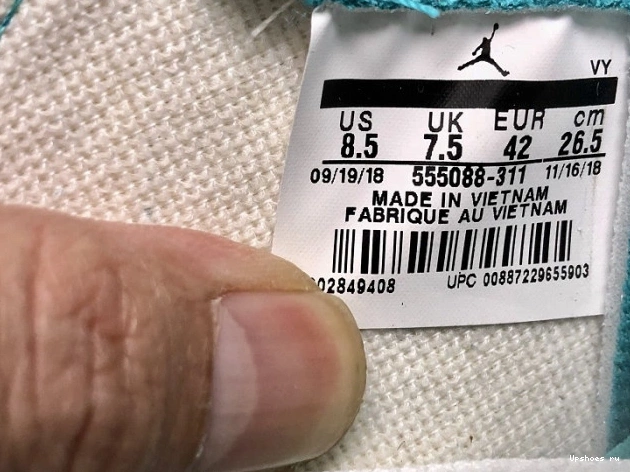 VY
US UK EUR cm
8.5 7.5 42 26.5
09/19/18 555088-311 11/16/18
MADE IN VIETNAM
FABRIQUE AU VIETNAM
02849408 UPC 00887229655903
Upshoes.ru